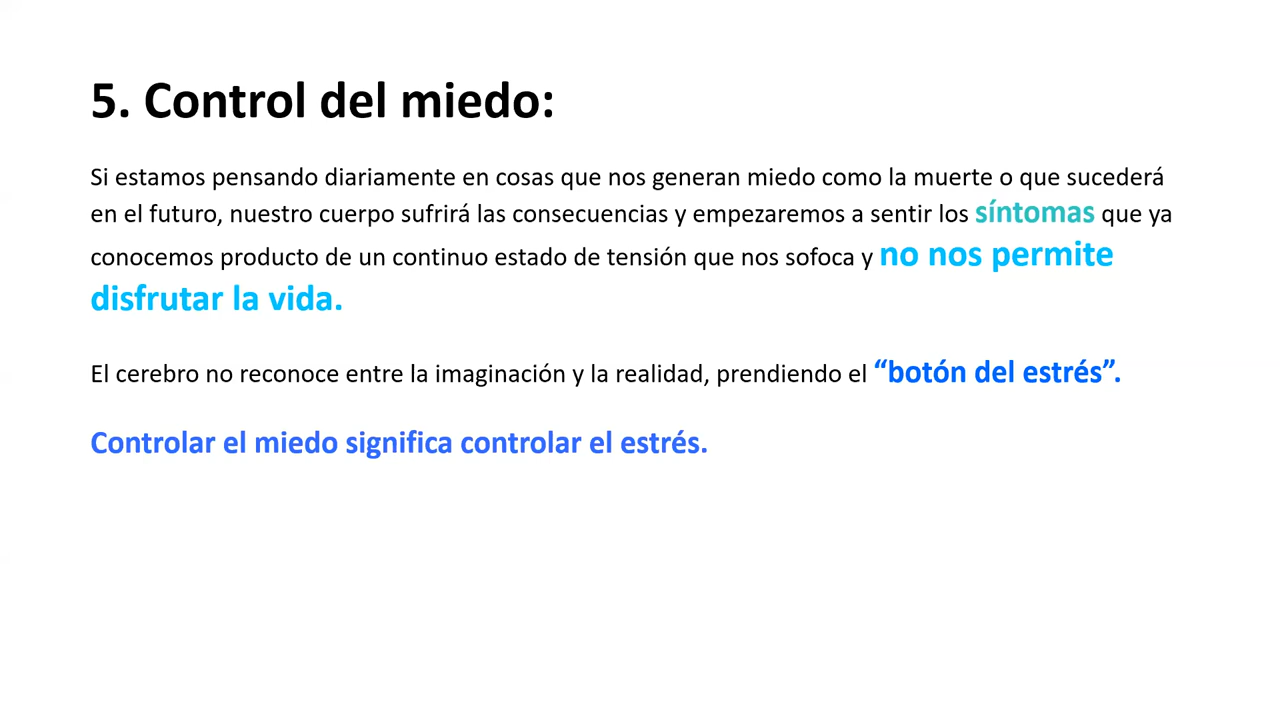 5. Control del miedo:
Si estamos pensando diariamente en cosas que nos generan miedo como la muerte o que sucederá
en el futuro, nuestro cuerpo sufrirá las consecuencias y empezaremos a sentir los síntomas que ya
conocemos producto de un continuo estado de tensión que nos sofoca y no nos permite
disfrutar la vida.
El cerebro no reconoce entre la imaginación y la realidad, prendiendo el “botón del estrés”.
Controlar el miedo significa controlar el estrés.